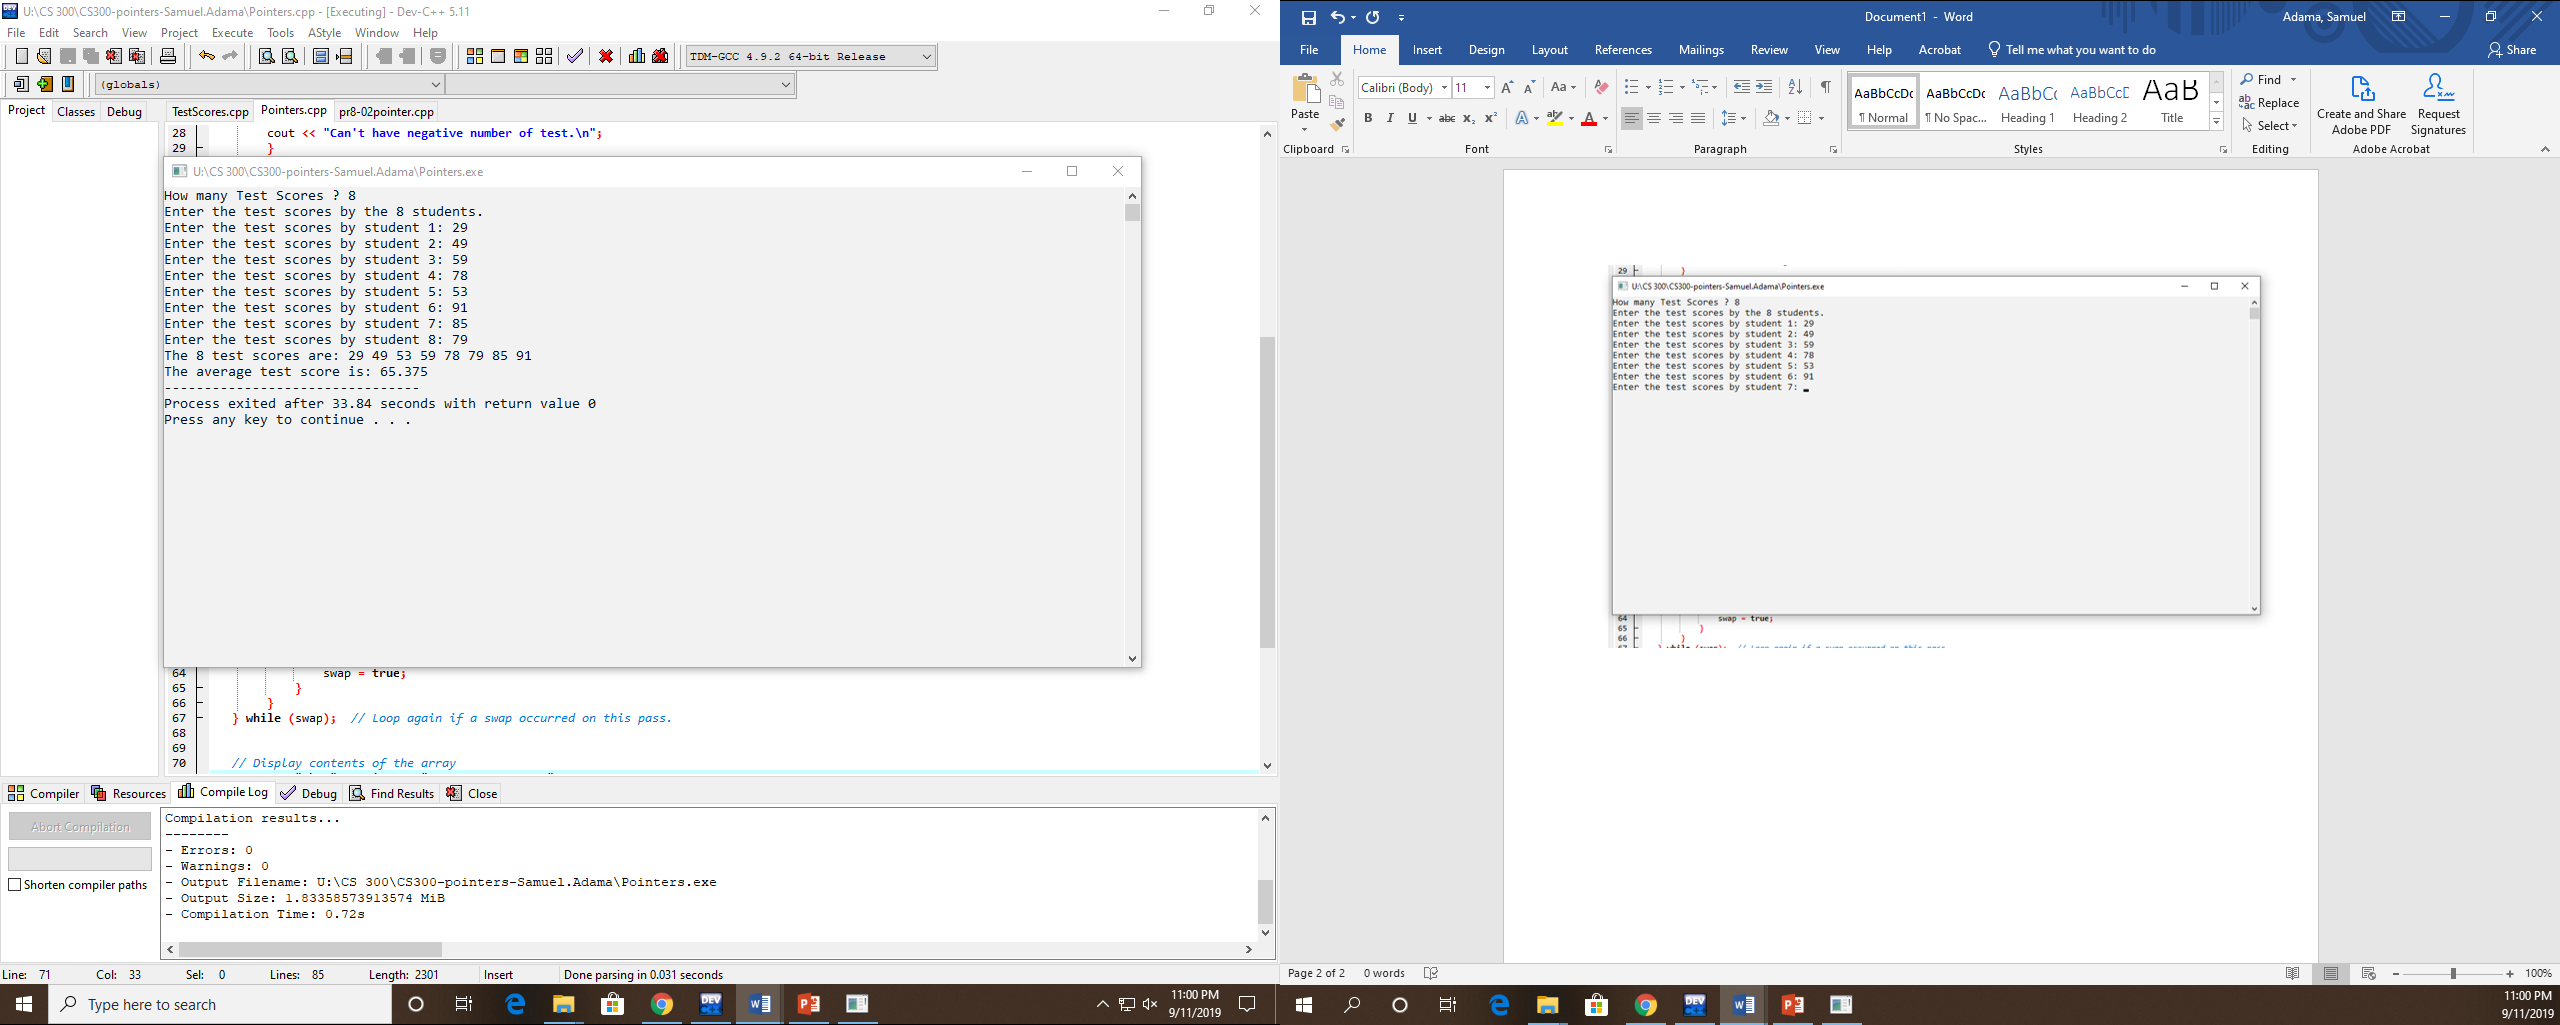 U:\CS 300\CS300-pointers-Samuel.Adama\Pointers.cpp - [Executing] - Dev-C++ 5.11
File Edit Search View Project Execute Tools AStyle Window Help
TDM-GCC 4.9.2 64-bit Release
(globals)
Project Classes Debug
TestScores.cpp Pointers.cpp pr8-02pointer.cpp
28 cout << "Can't have negative number of test.\n";
29 }
U:\CS 300\CS300-pointers-Samuel.Adama\Pointers.exe
How many Test Scores ? 8
Enter the test scores by the 8 students.
Enter the test scores by student 1: 29
Enter the test scores by student 2: 49
Enter the test scores by student 3: 59
Enter the test scores by student 4: 78
Enter the test scores by student 5: 53
Enter the test scores by student 6: 91
Enter the test scores by student 7: 85
Enter the test scores by student 8: 79
The 8 test scores are: 29 49 53 59 78 79 85 91
The average test score is: 65.375
--------------------------------
Process exited after 33.84 seconds with return value 0
Press any key to continue . . .
64 swap = true;
65 }
66 }
67 } while (swap); // Loop again if a swap occurred on this pass.
68
69
70 // Display contents of the array
Compiler Resources Compile Log Debug Find Results Close
Abort Compilation
Shorten compiler paths
Compilation results...
--------
- Errors: 0
- Warnings: 0
- Output Filename: U:\CS 300\CS300-pointers-Samuel.Adama\Pointers.exe
- Output Size: 1.83358573913574 MiB
- Compilation Time: 0.72s
Line: 71 Col: 33 Sel: 0 Lines: 85 Length: 2301 Insert Done parsing in 0.031 seconds
Type here to search
11:00 PM
9/11/2019
Document1 - Word
Adama, Samuel
File Home Insert Design Layout References Mailings Review View Help Acrobat Tell me what you want to do Share
Paste
Clipboard
Calibri (Body) 11
Font
Paragraph
AaBbCcDc AaBbCcDc AaBbCc AaBbCcE AaB
¶ Normal ¶ No Spac... Heading 1 Heading 2 Title
Styles
Find
Replace
Select
Editing
Create and Share Adobe PDF
Request Signatures
Adobe Acrobat
29 }
U:\CS 300\CS300-pointers-Samuel.Adama\Pointers.exe
How many Test Scores ? 8
Enter the test scores by the 8 students.
Enter the test scores by student 1: 29
Enter the test scores by student 2: 49
Enter the test scores by student 3: 59
Enter the test scores by student 4: 78
Enter the test scores by student 5: 53
Enter the test scores by student 6: 91
Enter the test scores by student 7:
64 swap = true;
65 }
66 }
Page 2 of 2 0 words
100%
11:00 PM
9/11/2019